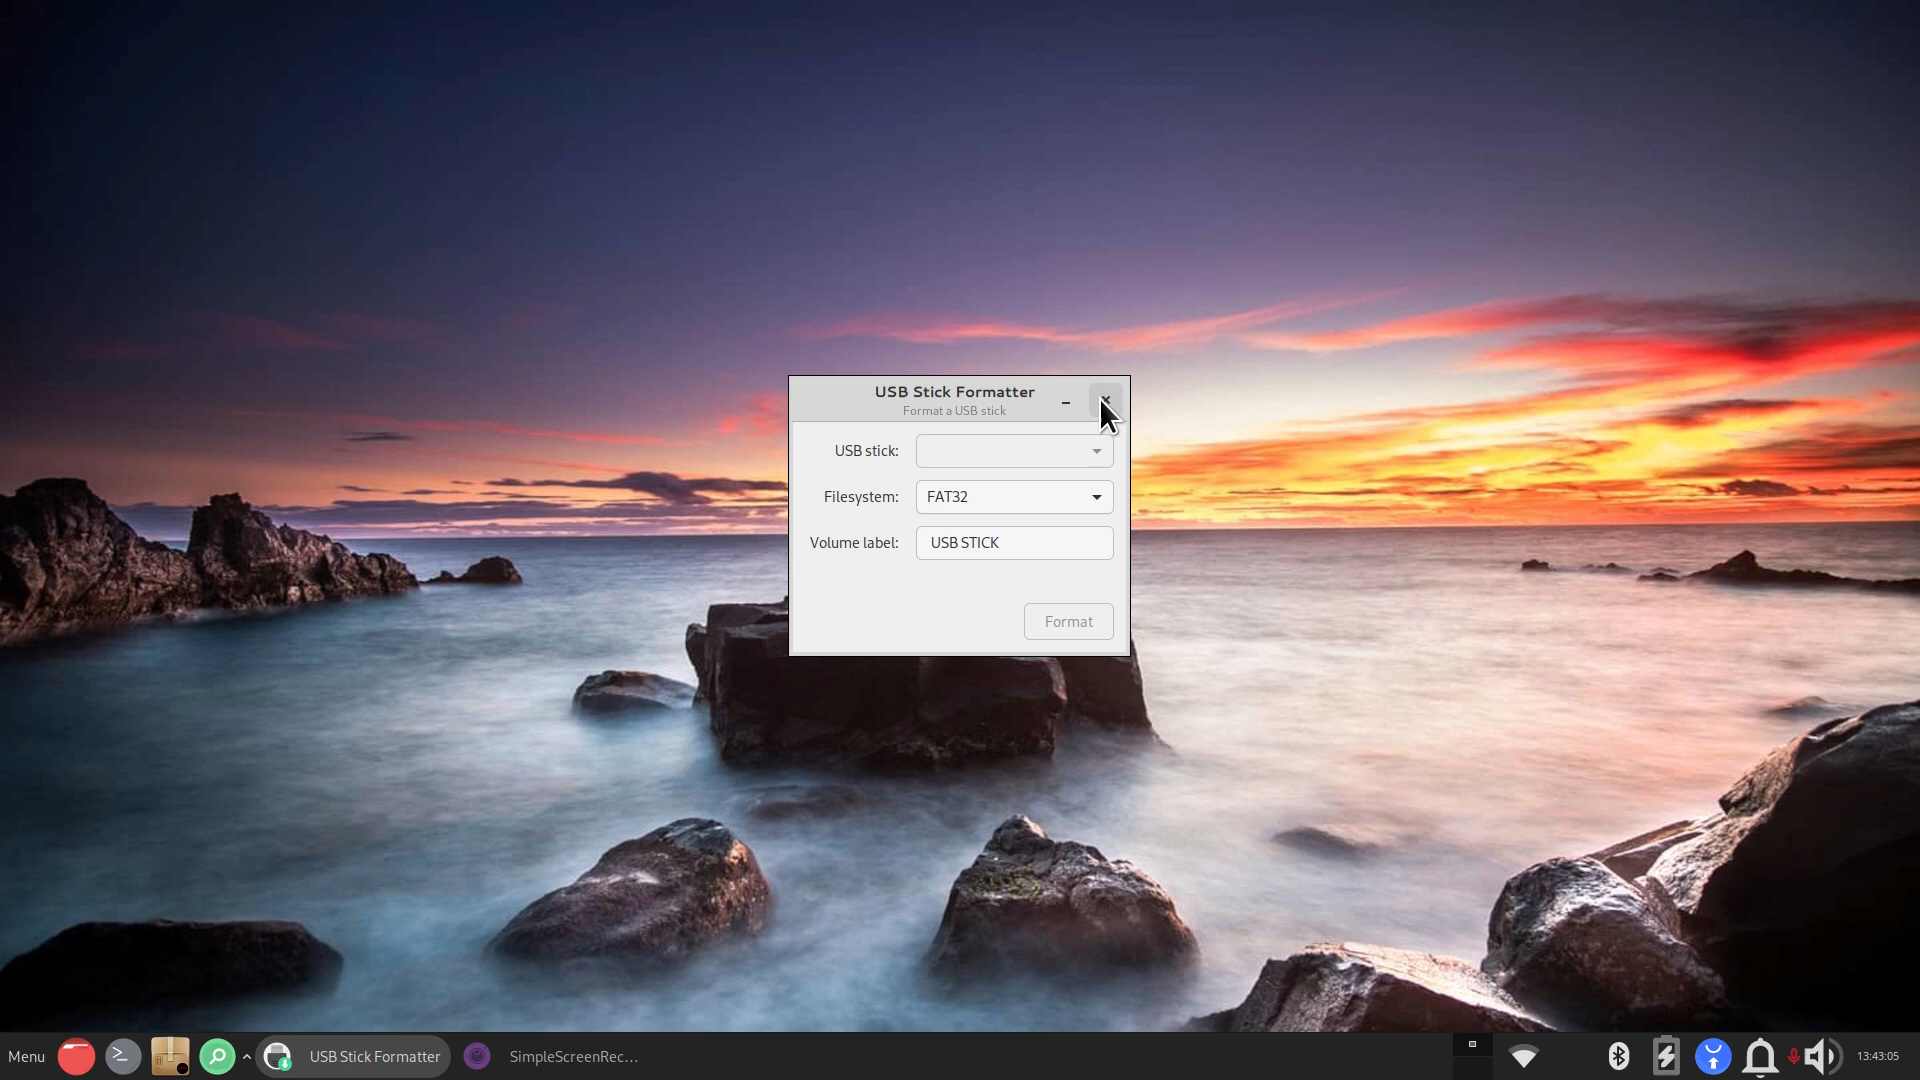 USB Stick Formatter
Format a USB stick
USB stick:
Filesystem: FAT32
Volume label: USB STICK
Format
Menu USB Stick Formatter SimpleScreenRec... 13:43:05